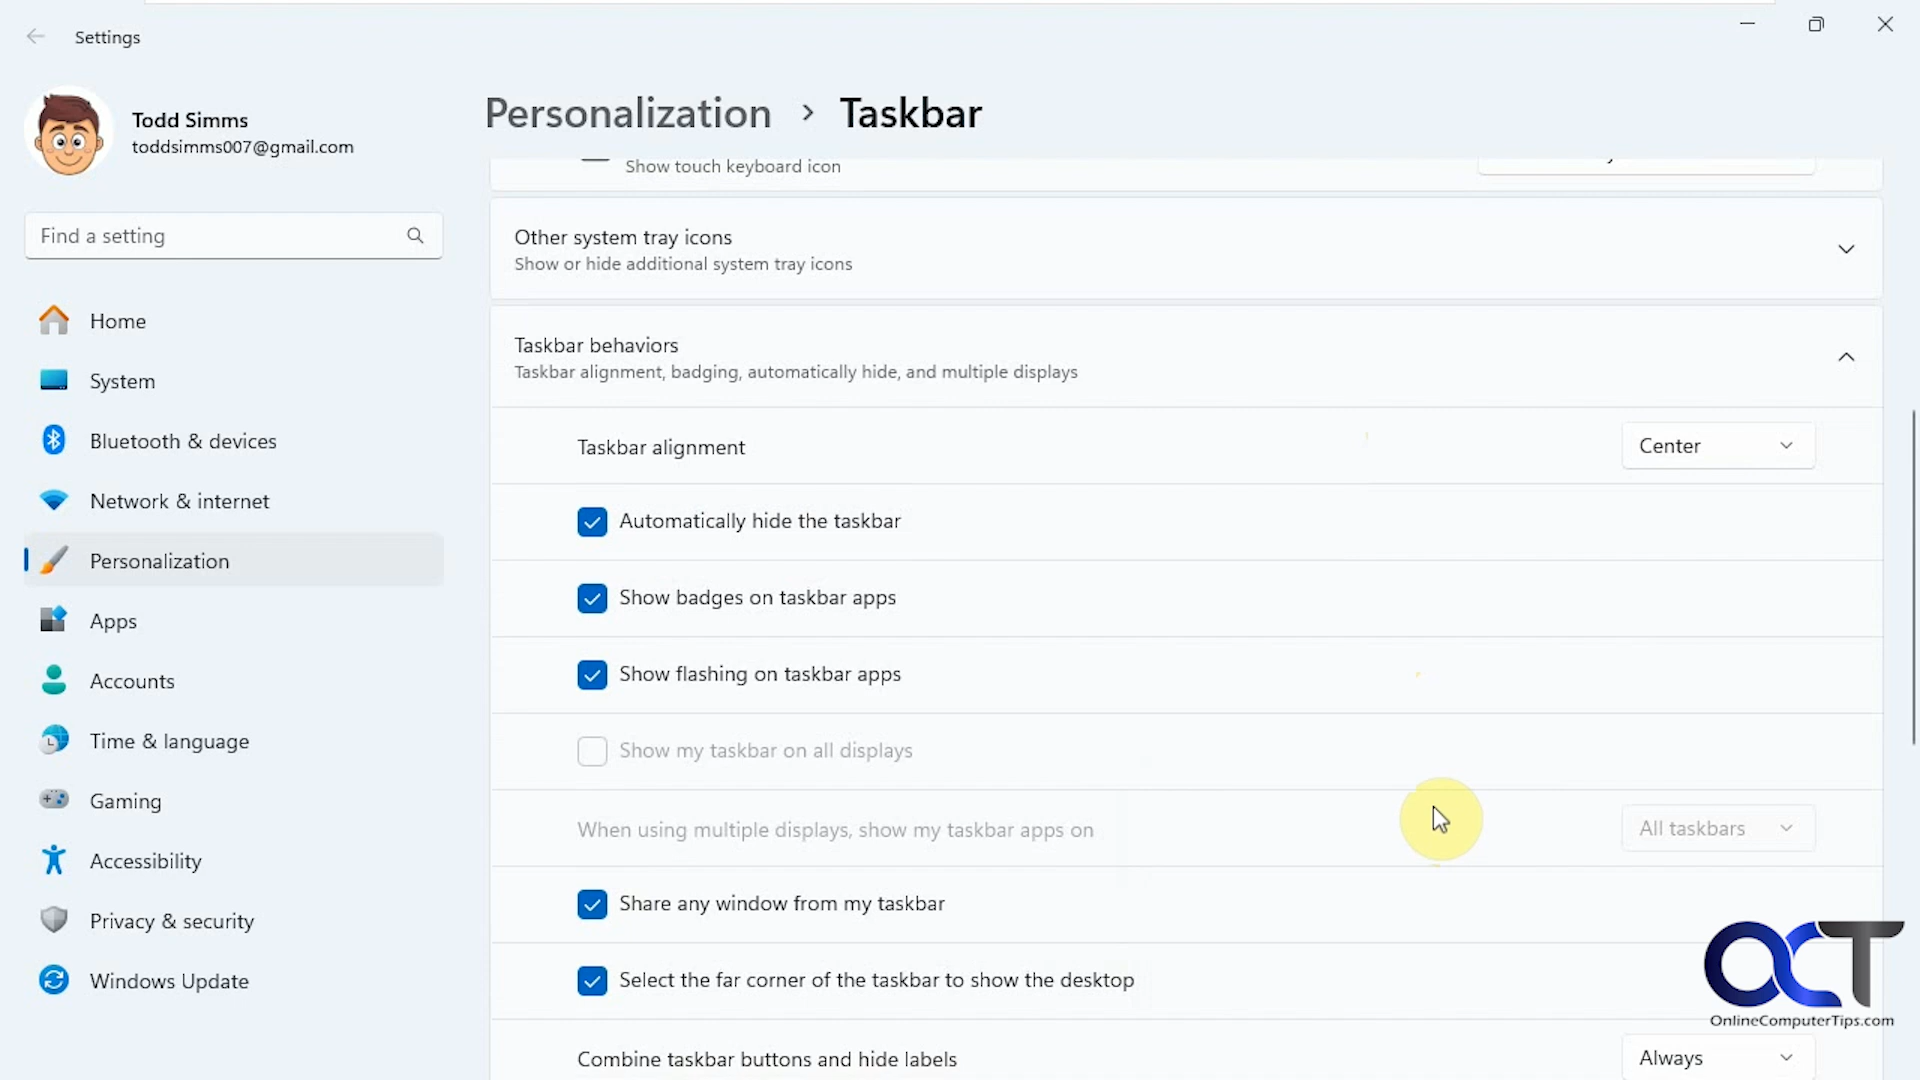 Settings
Todd Simms
toddsimms007@gmail.com
Find a setting
Home
System
Bluetooth & devices
Network & internet
Personalization
Apps
Accounts
Time & language
Gaming
Accessibility
Privacy & security
Windows Update
Personalization > Taskbar
Show touch keyboard icon
Other system tray icons
Show or hide additional system tray icons
Taskbar behaviors
Taskbar alignment, badging, automatically hide, and multiple displays
Taskbar alignment
Center
Automatically hide the taskbar
Show badges on taskbar apps
Show flashing on taskbar apps
Show my taskbar on all displays
When using multiple displays, show my taskbar apps on
All taskbars
Share any window from my taskbar
Select the far corner of the taskbar to show the desktop
Combine taskbar buttons and hide labels
Always
OCT
OnlineComputerTips.com